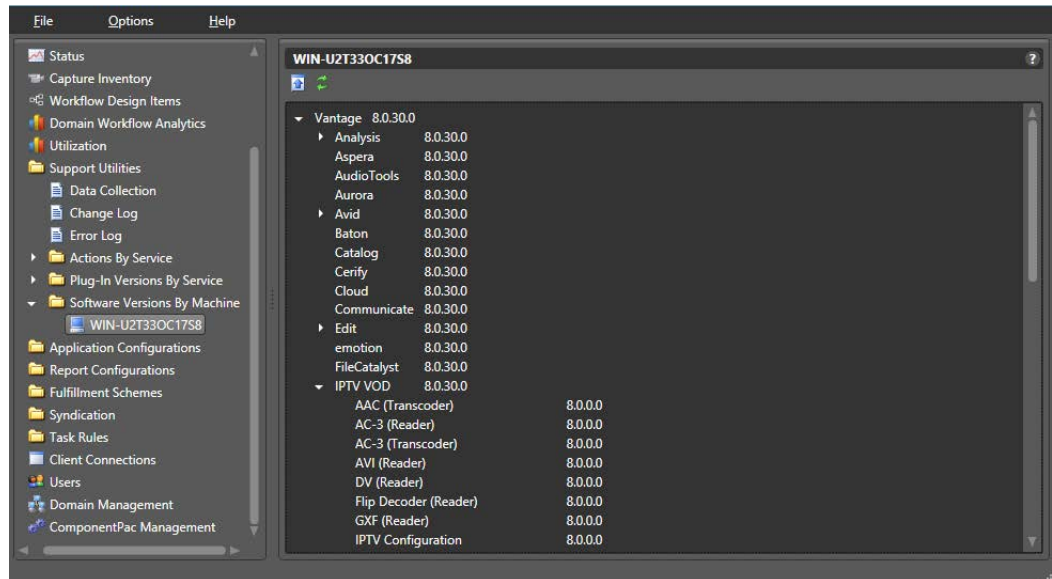 File Options Help
Status
Capture Inventory
Workflow Design Items
Domain Workflow Analytics
Utilization
Support Utilities
Data Collection
Change Log
Error Log
Actions By Service
Plug-In Versions By Service
Software Versions By Machine
WIN-U2T33OC17S8
Application Configurations
Report Configurations
Fulfillment Schemes
Syndication
Task Rules
Client Connections
Users
Domain Management
ComponentPac Management
WIN-U2T33OC17S8 ?
Vantage 8.0.30.0
Analysis 8.0.30.0
Aspera 8.0.30.0
AudioTools 8.0.30.0
Aurora 8.0.30.0
Avid 8.0.30.0
Baton 8.0.30.0
Catalog 8.0.30.0
Cerify 8.0.30.0
Cloud 8.0.30.0
Communicate 8.0.30.0
Edit 8.0.30.0
emotion 8.0.30.0
FileCatalyst 8.0.30.0
IPTV VOD 8.0.30.0
AAC (Transcoder) 8.0.0.0
AC-3 (Reader) 8.0.0.0
AC-3 (Transcoder) 8.0.0.0
AVI (Reader) 8.0.0.0
DV (Reader) 8.0.0.0
Flip Decoder (Reader) 8.0.0.0
GXF (Reader) 8.0.0.0
IPTV Configuration 8.0.0.0